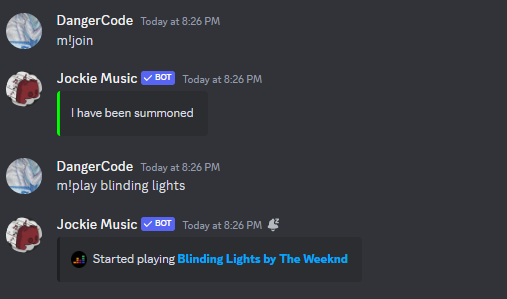 DangerCode Today at 8:26 PM
m!join
Jockie Music BOT Today at 8:26 PM
I have been summoned
DangerCode Today at 8:26 PM
m!play blinding lights
Jockie Music BOT Today at 8:26 PM
Started playing Blinding Lights by The Weeknd